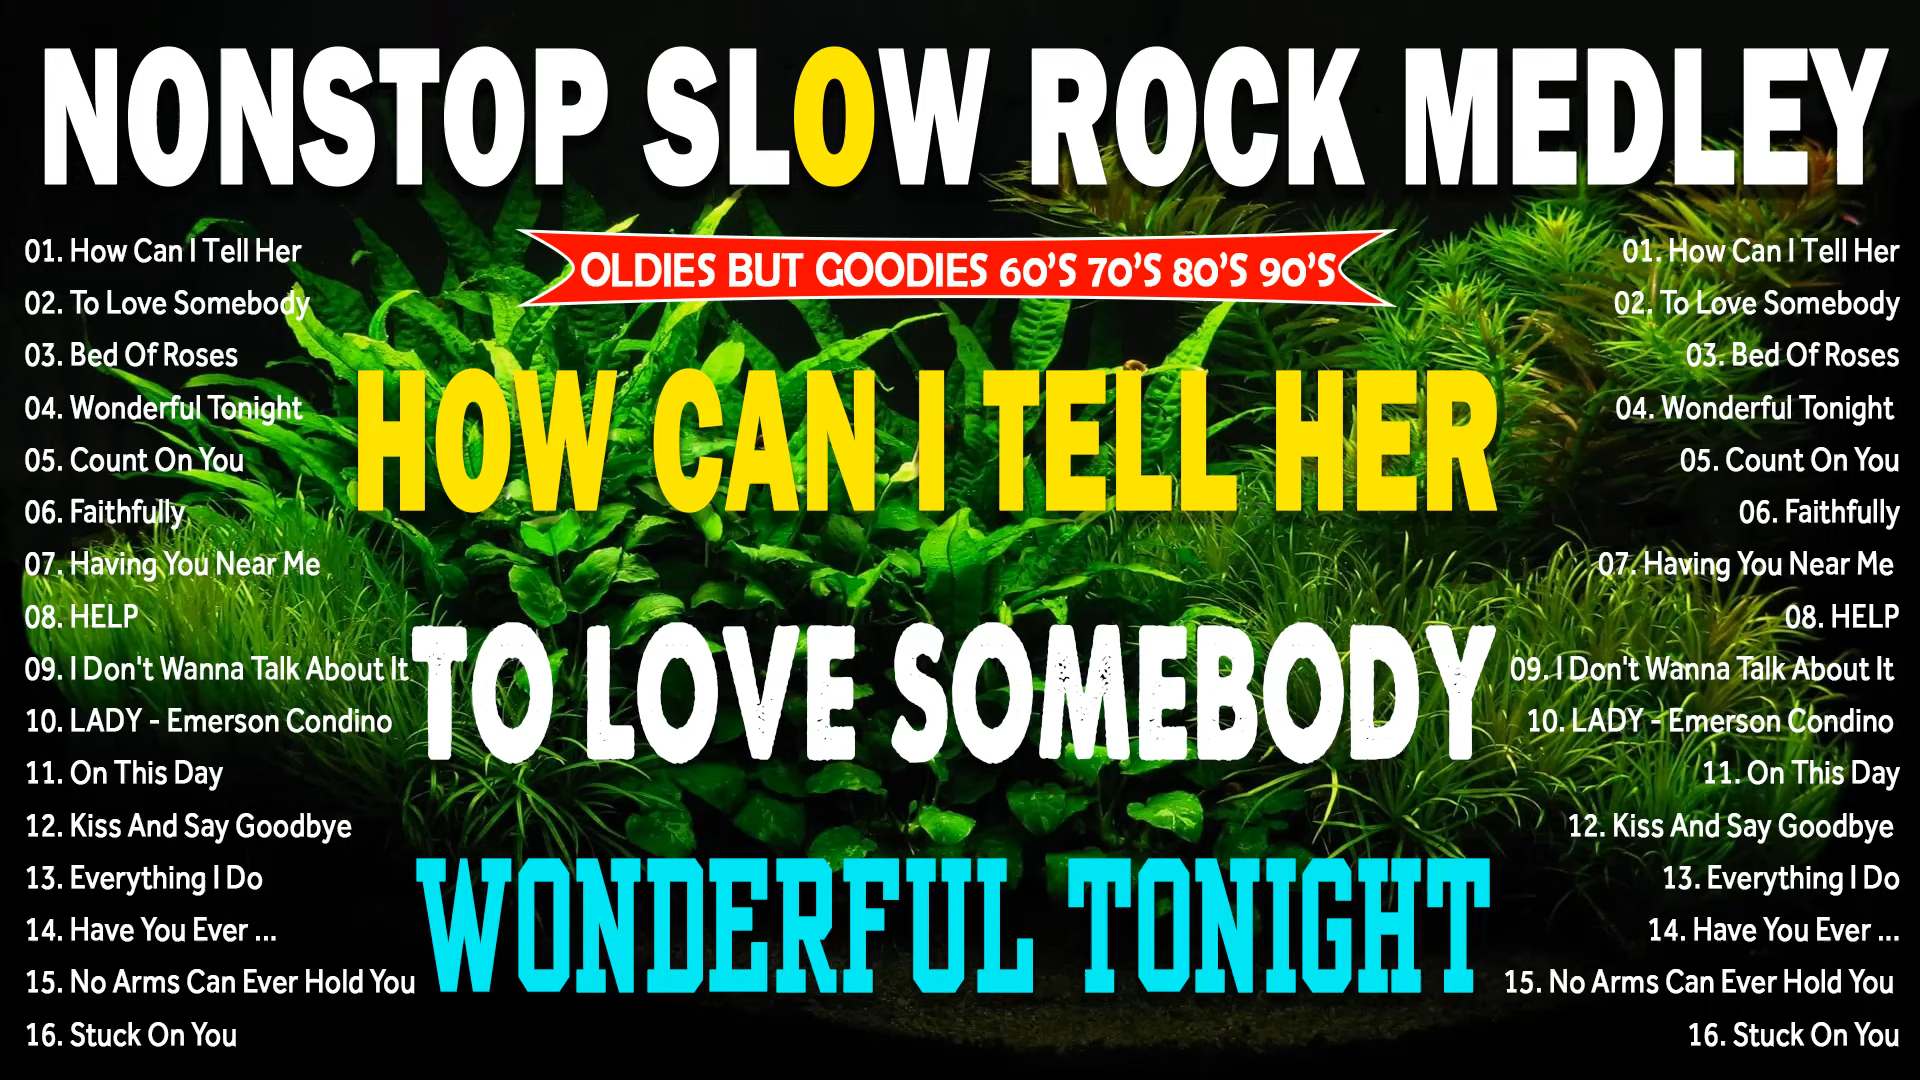 NONSTOP SLOW ROCK MEDLEY
OLDIES BUT GOODIES 60'S 70'S 80'S 90'S
01. How Can I Tell Her
02. To Love Somebody
03. Bed Of Roses
04. Wonderful Tonight
05. Count On You
06. Faithfully
07. Having You Near Me
08. HELP
09. I Don't Wanna Talk About It
10. LADY - Emerson Condino
11. On This Day
12. Kiss And Say Goodbye
13. Everything I Do
14. Have You Ever ...
15. No Arms Can Ever Hold You
16. Stuck On You
HOW CAN I TELL HER
TO LOVE SOMEBODY
WONDERFUL TONIGHT
01. How Can I Tell Her
02. To Love Somebody
03. Bed Of Roses
04. Wonderful Tonight
05. Count On You
06. Faithfully
07. Having You Near Me
08. HELP
09. I Don't Wanna Talk About It
10. LADY - Emerson Condino
11. On This Day
12. Kiss And Say Goodbye
13. Everything I Do
14. Have You Ever ...
15. No Arms Can Ever Hold You
16. Stuck On You